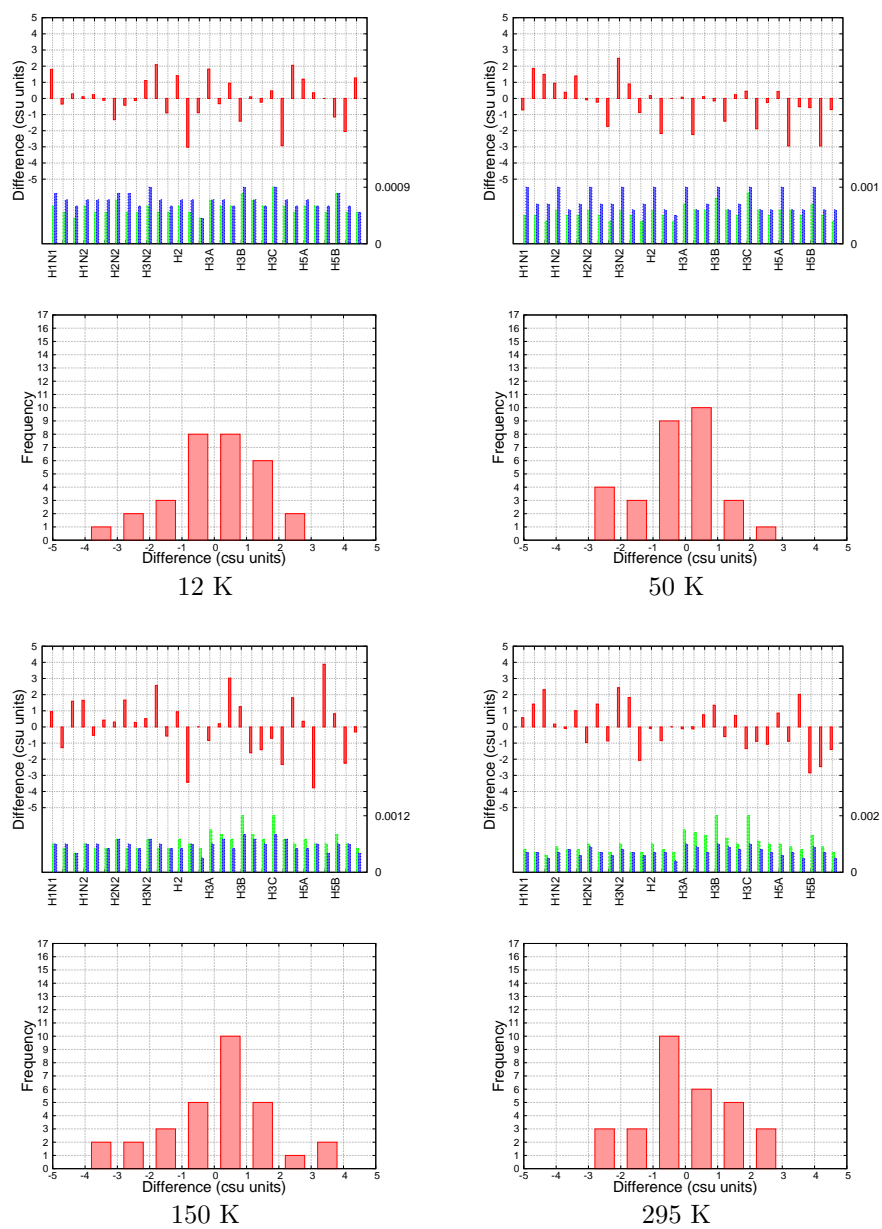 Difference (csu units)
5
4
3
2
1
0
-1
-2
-3
-4
-5
0.0009
0
H1N1
H1N2
H2N2
H3N2
H2
H3A
H3B
H3C
H5A
H5B
Difference (csu units)
5
4
3
2
1
0
-1
-2
-3
-4
-5
0.001
0
H1N1
H1N2
H2N2
H3N2
H2
H3A
H3B
H3C
H5A
H5B
Frequency
17
16
15
14
13
12
11
10
9
8
7
6
5
4
3
2
1
0
-5 -4 -3 -2 -1 0 1 2 3 4 5
Difference (csu units)
12 K
Frequency
17
16
15
14
13
12
11
10
9
8
7
6
5
4
3
2
1
0
-5 -4 -3 -2 -1 0 1 2 3 4 5
Difference (csu units)
50 K
Difference (csu units)
5
4
3
2
1
0
-1
-2
-3
-4
-5
0.0012
0
H1N1
H1N2
H2N2
H3N2
H2
H3A
H3B
H3C
H5A
H5B
Difference (csu units)
5
4
3
2
1
0
-1
-2
-3
-4
-5
0.002
0
H1N1
H1N2
H2N2
H3N2
H2
H3A
H3B
H3C
H5A
H5B
Frequency
17
16
15
14
13
12
11
10
9
8
7
6
5
4
3
2
1
0
-5 -4 -3 -2 -1 0 1 2 3 4 5
Difference (csu units)
150 K
Frequency
17
16
15
14
13
12
11
10
9
8
7
6
5
4
3
2
1
0
-5 -4 -3 -2 -1 0 1 2 3 4 5
Difference (csu units)
295 K